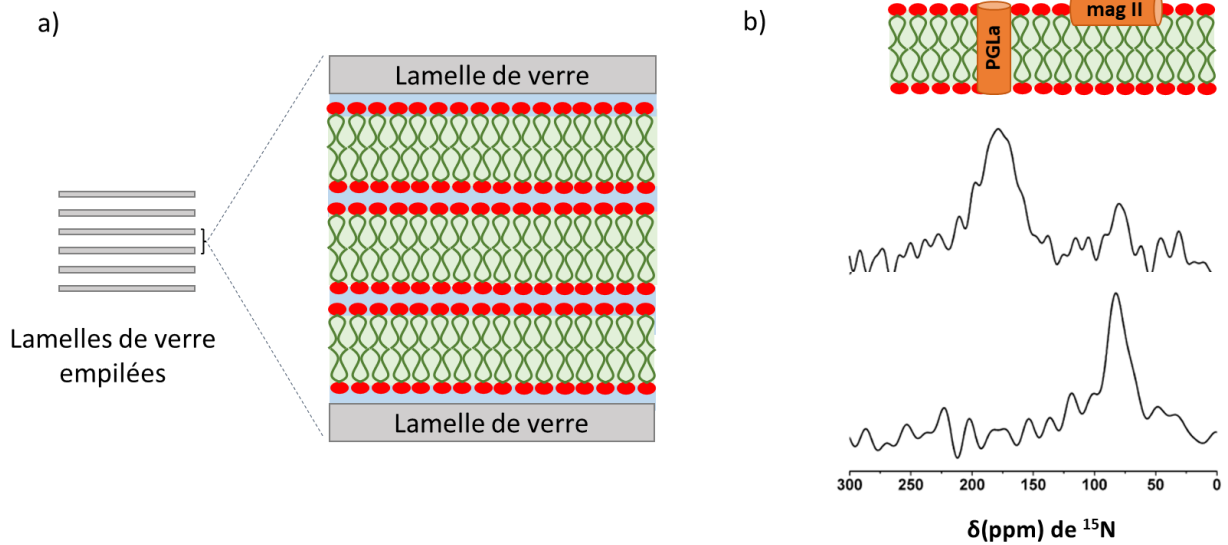 a)
Lamelle de verre
Lamelle de verre
Lamelles de verre
empilées
b)
mag II
PGLa
300 250 200 150 100 50 0
δ(ppm) de ¹⁵N